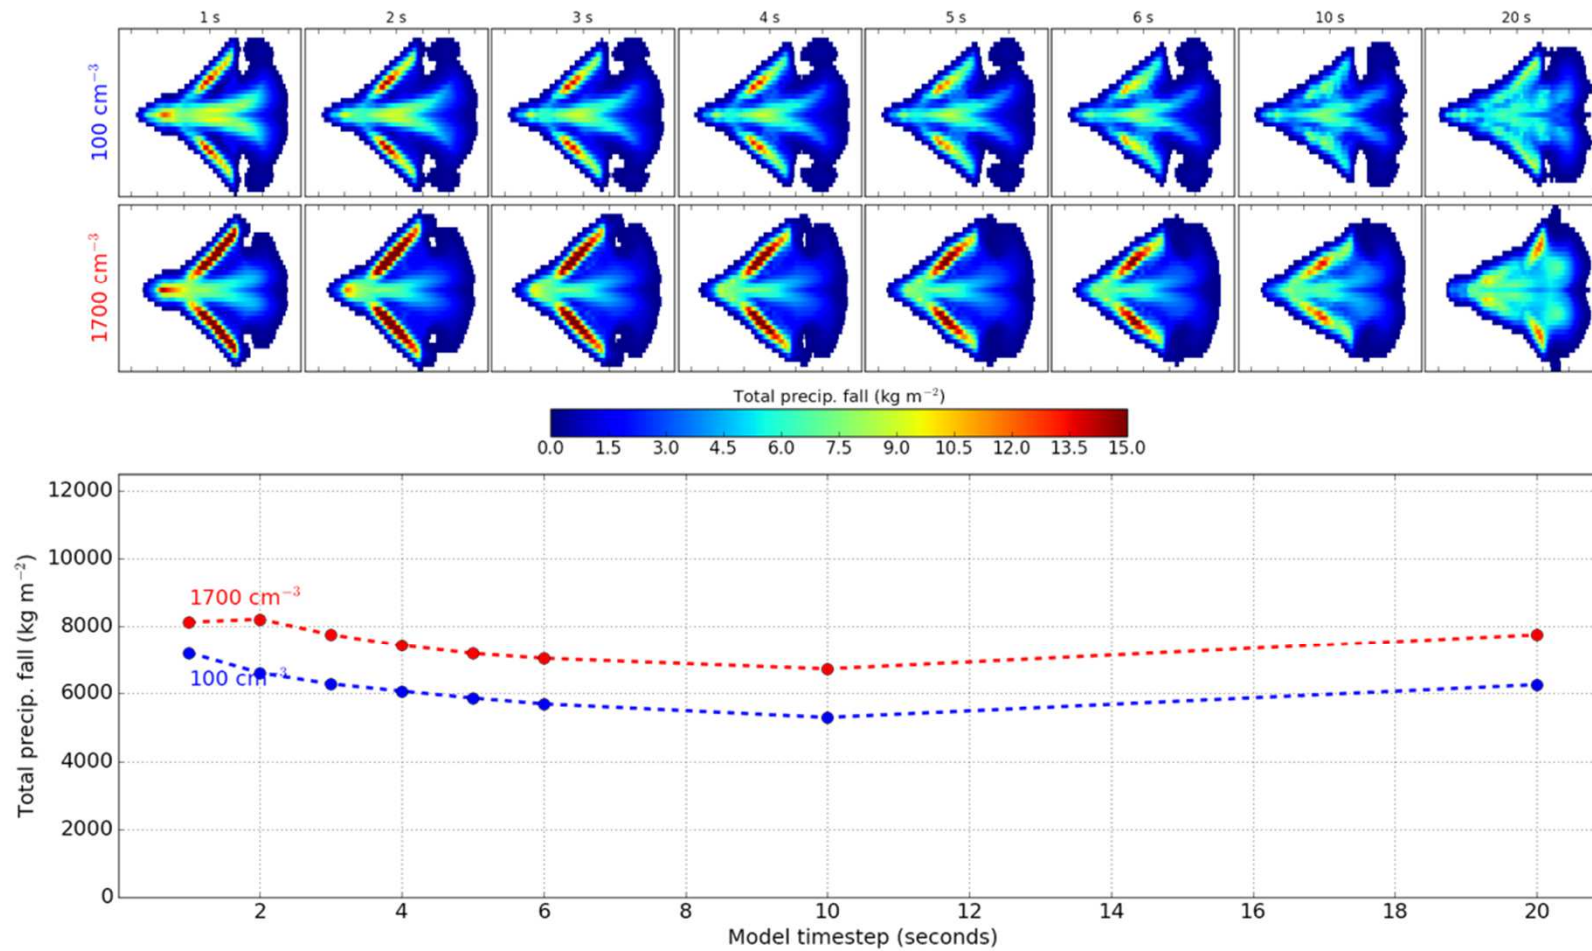 1 s 2 s 3 s 4 s 5 s 6 s 10 s 20 s
100 cm⁻³
1700 cm⁻³
Total precip. fall (kg m⁻²)
0.0 1.5 3.0 4.5 6.0 7.5 9.0 10.5 12.0 13.5 15.0
Total precip. fall (kg m⁻²)
12000
10000
8000
6000
4000
2000
0
1700 cm⁻³
100 cm⁻³
2 4 6 8 10 12 14 16 18 20
Model timestep (seconds)